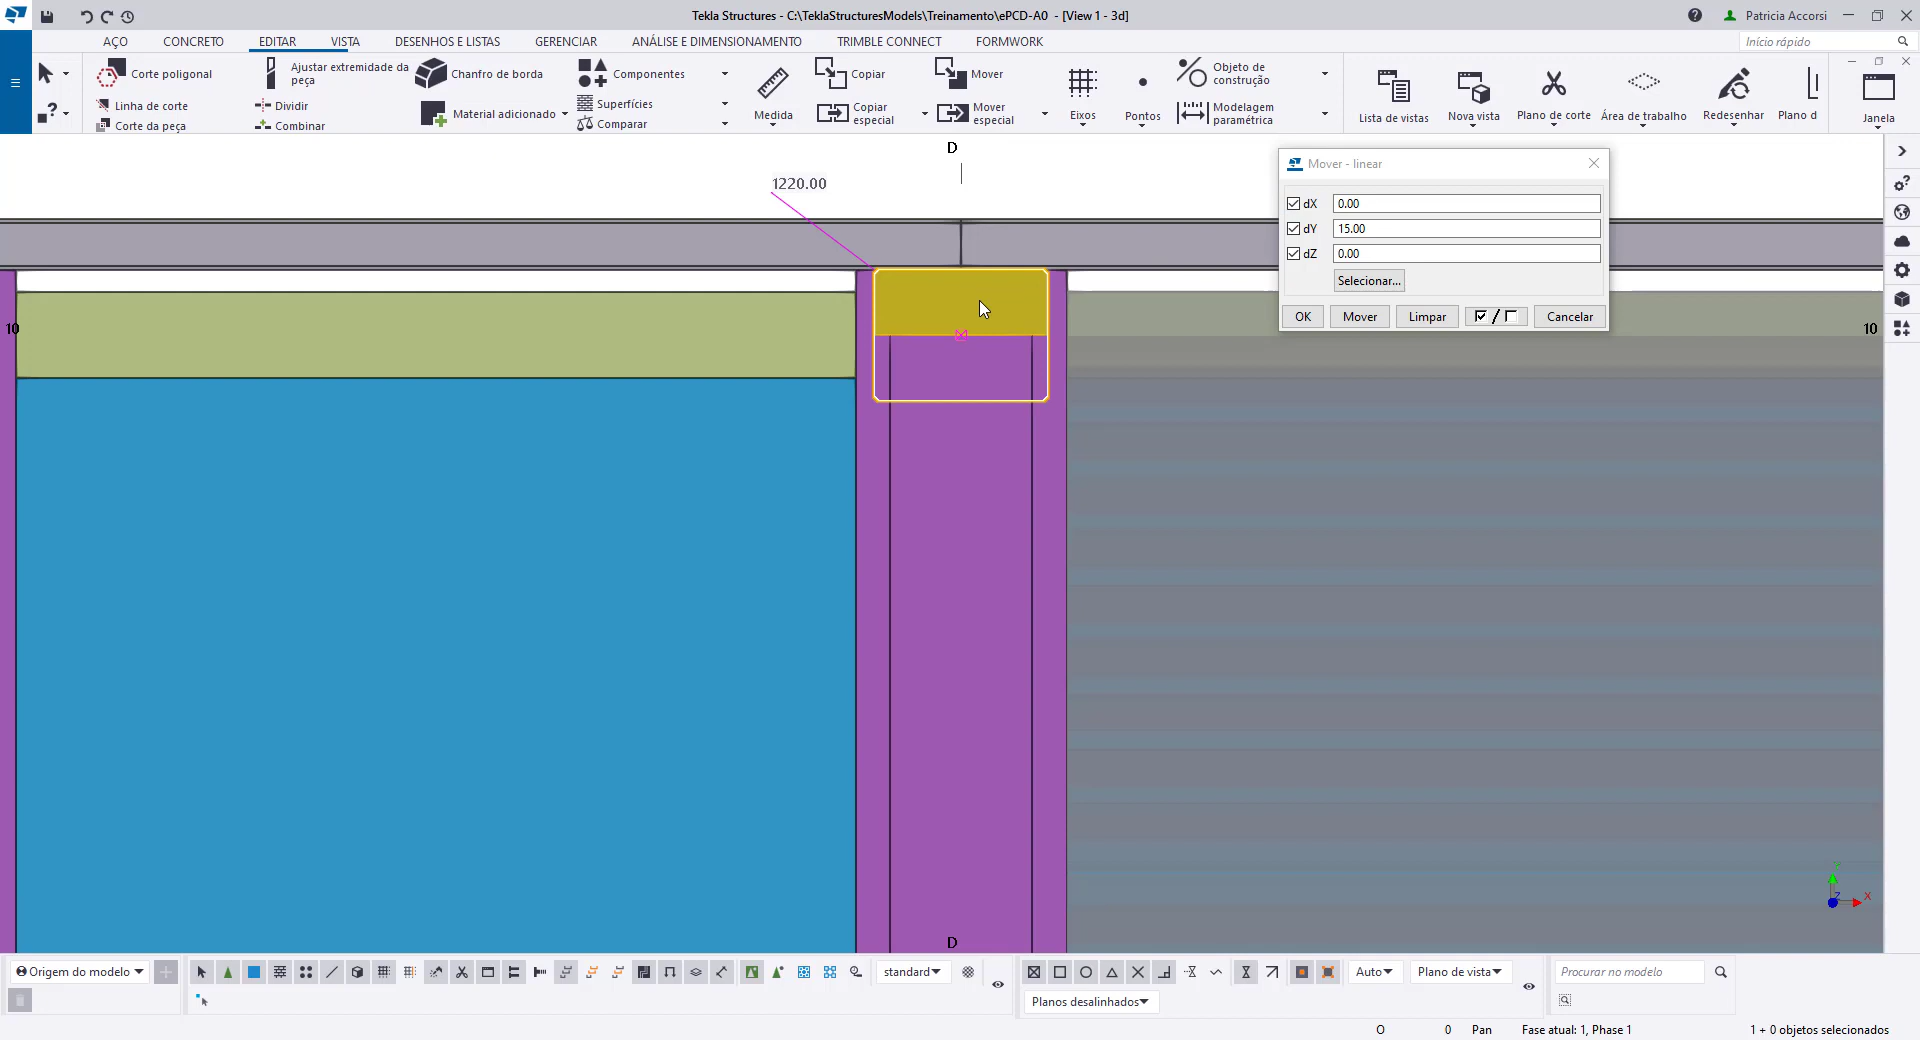 Tekla Structures - C:\TeklaStructuresModels\Treinamento\ePCD-A0 - [View 1 - 3d]
Patricia Accorsi
AÇO CONCRETO EDITAR VISTA DESENHOS E LISTAS GERENCIAR ANÁLISE E DIMENSIONAMENTO TRIMBLE CONNECT FORMWORK
Início rápido
Corte poligonal
Linha de corte
Corte da peça
Ajustar extremidade da
peça
Dividir
Combinar
Chanfro de borda
Material adicionado
Componentes
Superfícies
Comparar
Medida
Copiar
Copiar
especial
Mover
Mover
especial
Eixos
Pontos
Objeto de
construção
Modelagem
paramétrica
Lista de vistas
Nova vista
Plano de corte
Área de trabalho
Redesenhar
Plano d
Janela
D
1220.00
Mover - linear
dX 0.00
dY 15.00
dZ 0.00
Selecionar...
OK Mover Limpar / Cancelar
10
10
D
Y
Z
X
Origem do modelo
standard
Auto
Plano de vista
Procurar no modelo
Planos desalinhados
O 0 Pan Fase atual: 1, Phase 1 1 + 0 objetos selecionados